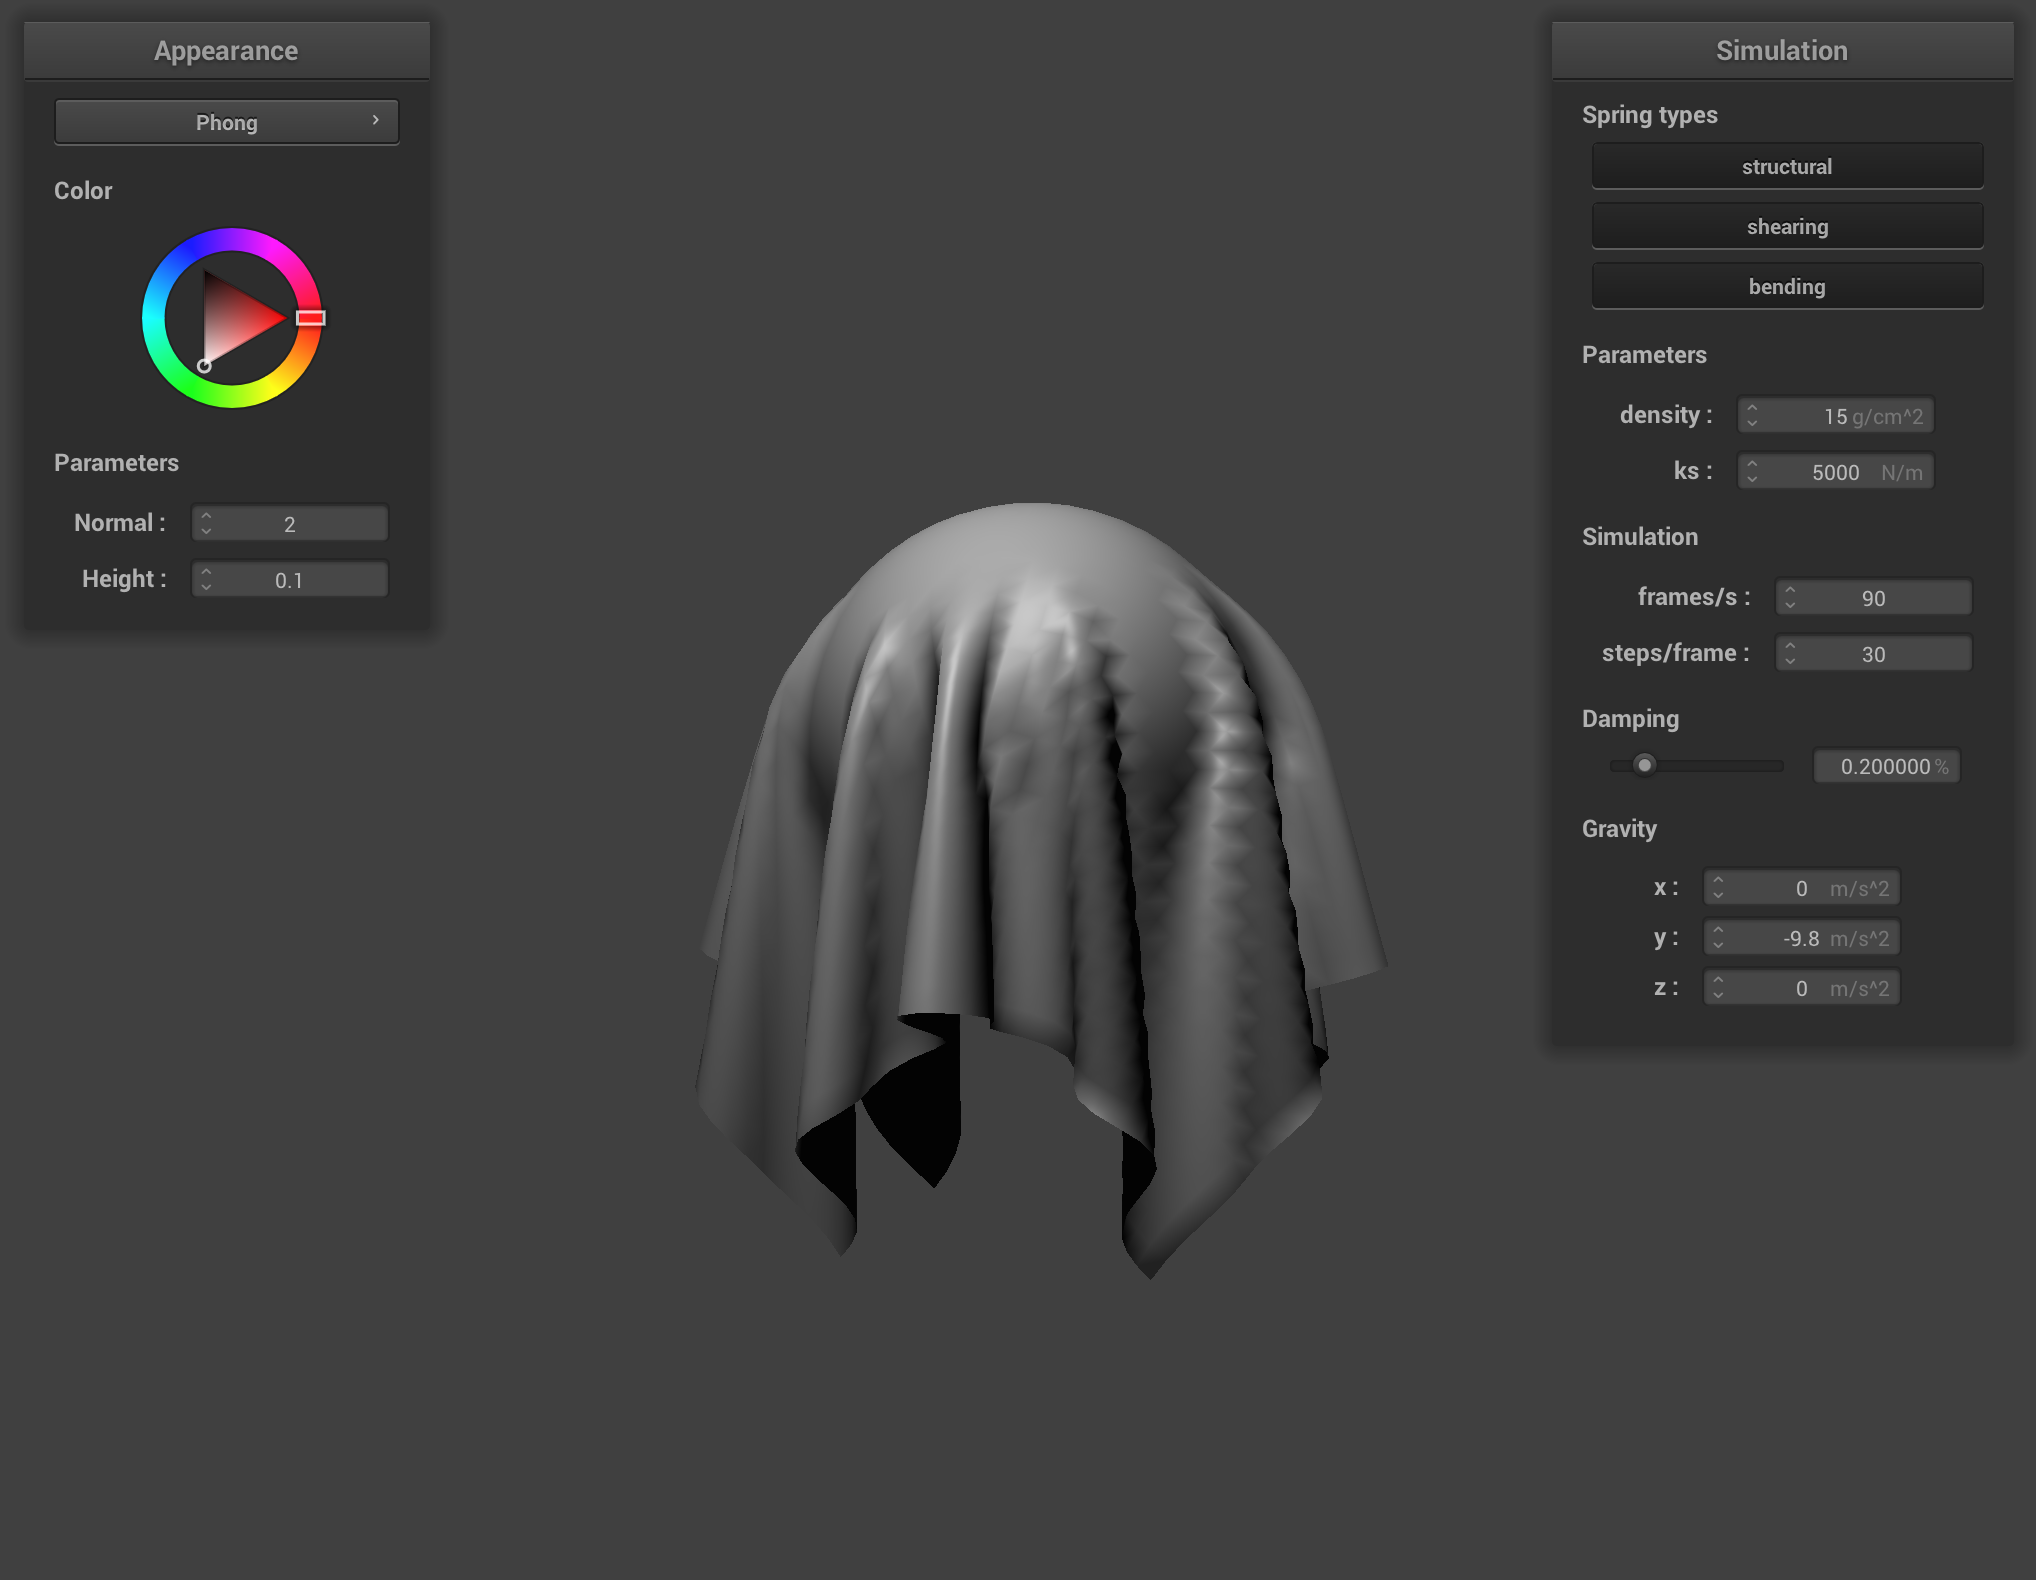 Appearance
Phong
Color
Parameters
Normal : 2
Height : 0.1
Simulation
Spring types
structural
shearing
bending
Parameters
density : 15 g/cm^2
ks : 5000 N/m
Simulation
frames/s : 90
steps/frame : 30
Damping
0.200000 %
Gravity
x : 0 m/s^2
y : -9.8 m/s^2
z : 0 m/s^2